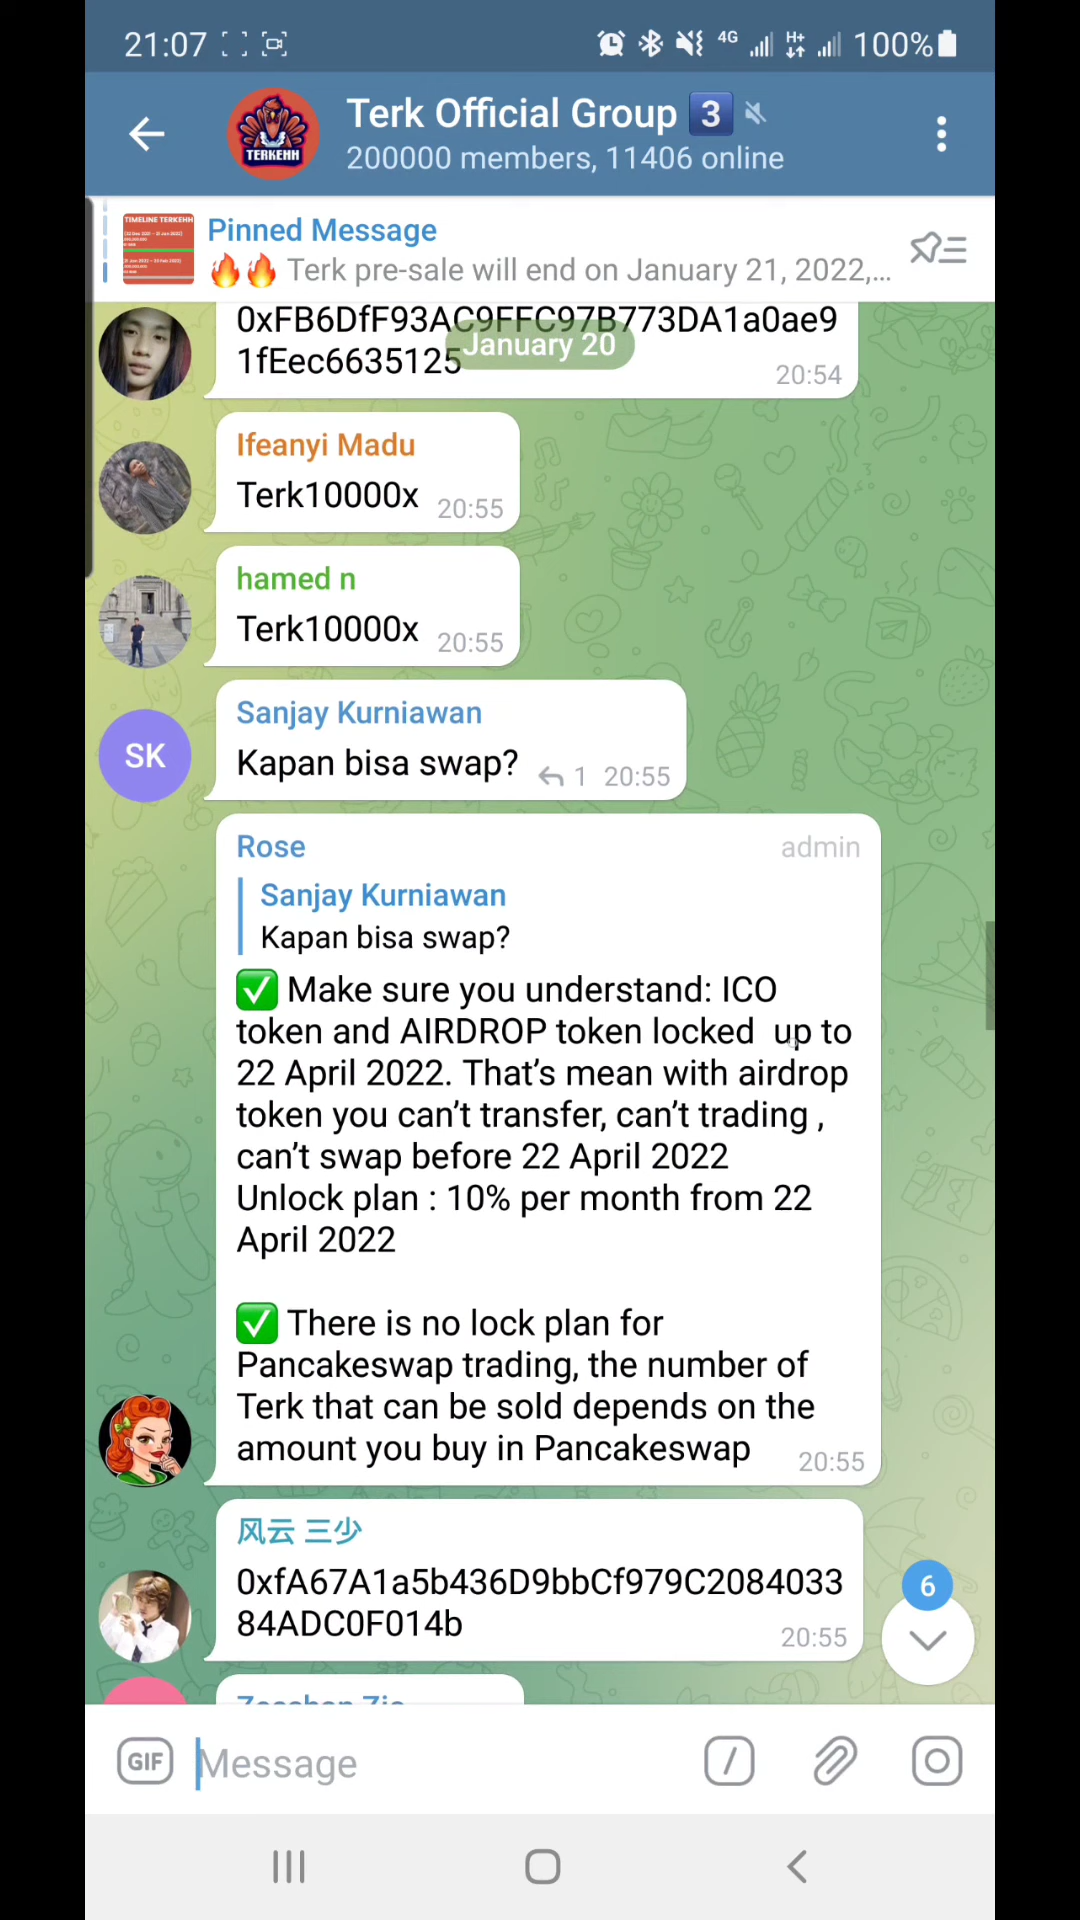 21:07 4G H+ 100%
TERKEHH
Terk Official Group 3
200000 members, 11406 online
TIMELINE TERKEHH
Pinned Message
🔥🔥 Terk pre-sale will end on January 21, 2022,...
0xFB6DfF93AC9FFC97B773DA1a0ae9
1fEec6635125
January 20
20:54
Ifeanyi Madu
Terk10000x 20:55
hamed n
Terk10000x 20:55
SK
Sanjay Kurniawan
Kapan bisa swap? 1 20:55
Rose admin
Sanjay Kurniawan
Kapan bisa swap?
✅ Make sure you understand: ICO
token and AIRDROP token locked up to
22 April 2022. That’s mean with airdrop
token you can’t transfer, can’t trading ,
can’t swap before 22 April 2022
Unlock plan : 10% per month from 22
April 2022
✅ There is no lock plan for
Pancakeswap trading, the number of
Terk that can be sold depends on the
amount you buy in Pancakeswap 20:55
风云 三少
0xfA67A1a5b436D9bbCf979C2084033
84ADC0F014b
20:55
6
GIF Message